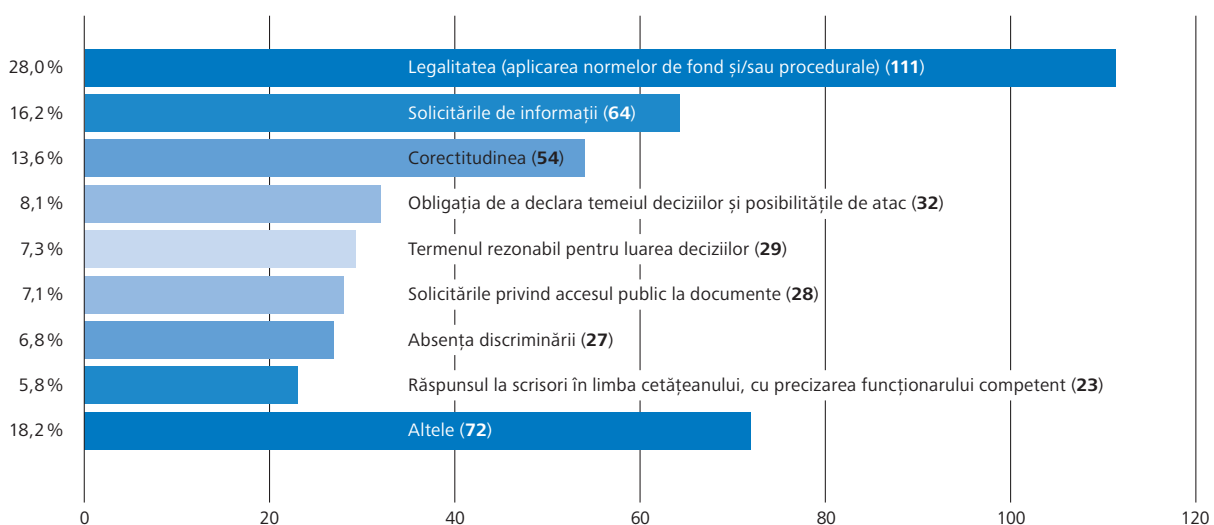 28,0 % Legalitatea (aplicarea normelor de fond și/sau procedurale) (111)
16,2 % Solicitările de informații (64)
13,6 % Corectitudinea (54)
8,1 % Obligația de a declara temeiul deciziilor și posibilitățile de atac (32)
7,3 % Termenul rezonabil pentru luarea deciziilor (29)
7,1 % Solicitările privind accesul public la documente (28)
6,8 % Absența discriminării (27)
5,8 % Răspunsul la scrisori în limba cetățeanului, cu precizarea funcționarului competent (23)
18,2 % Altele (72)
0 20 40 60 80 100 120